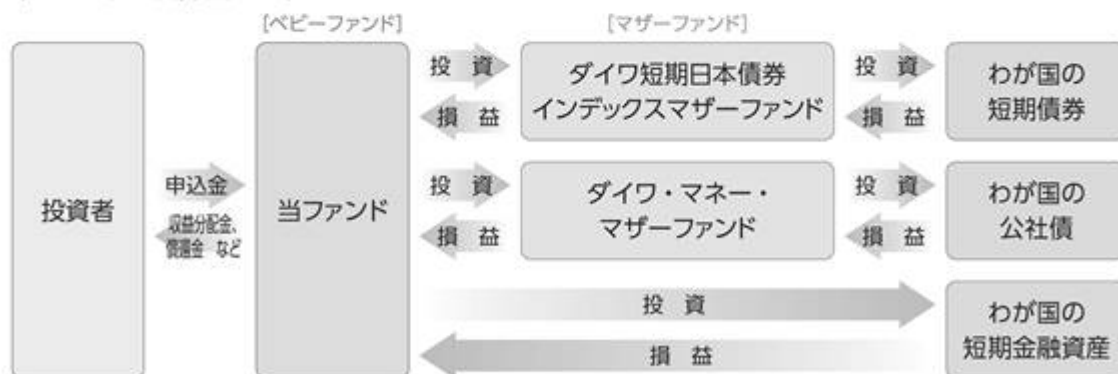 [ベビーファンド]
[マザーファンド]
投資者
申込金
収益分配金、
償還金 など
当ファンド
投 資
損 益
ダイワ短期日本債券
インデックスマザーファンド
投 資
損 益
わが国の
短期債券
投 資
損 益
ダイワ・マネー・
マザーファンド
投 資
損 益
わが国の
公社債
投 資
損 益
わが国の
短期金融資産